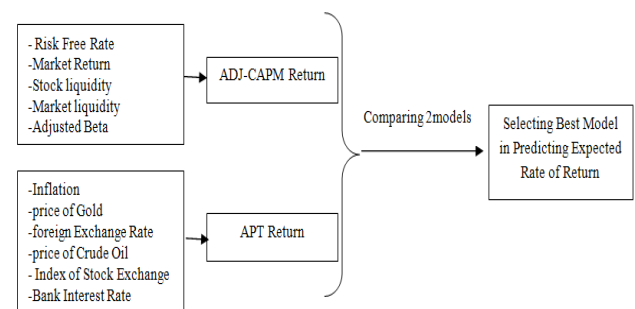 - Risk Free Rate
-Market Return
-Stock liquidity
-Market liquidity
-Adjusted Beta
ADJ-CAPM Return
-Inflation
-price of Gold
-foreign Exchange Rate
-price of Crude Oil
- Index of Stock Exchange
-Bank Interest Rate
APT Return
Comparing 2models
Selecting Best Model
in Predicting Expected
Rate of Return